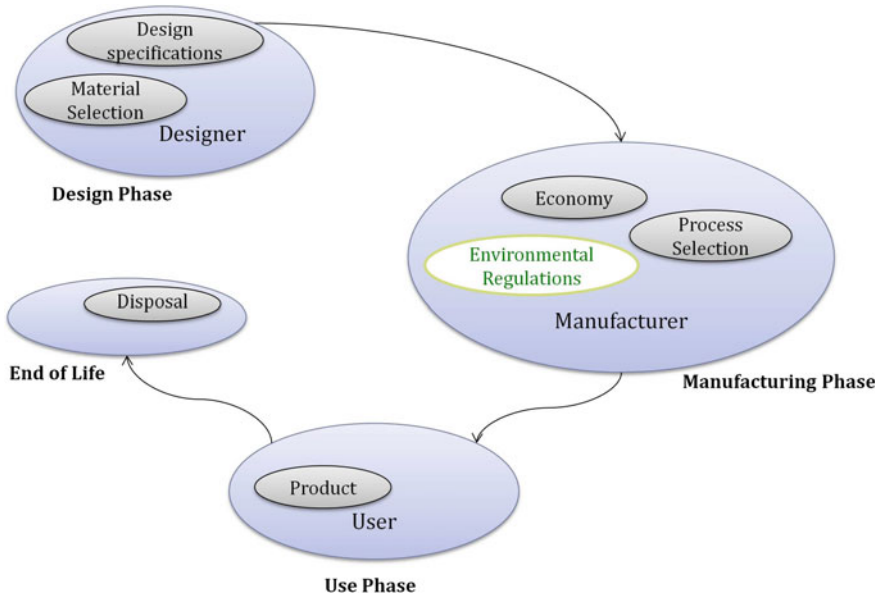 Design
specifications
Material
Selection
Designer
Design Phase
Economy
Process
Selection
Environmental
Regulations
Manufacturer
Manufacturing Phase
Disposal
End of Life
Product
User
Use Phase